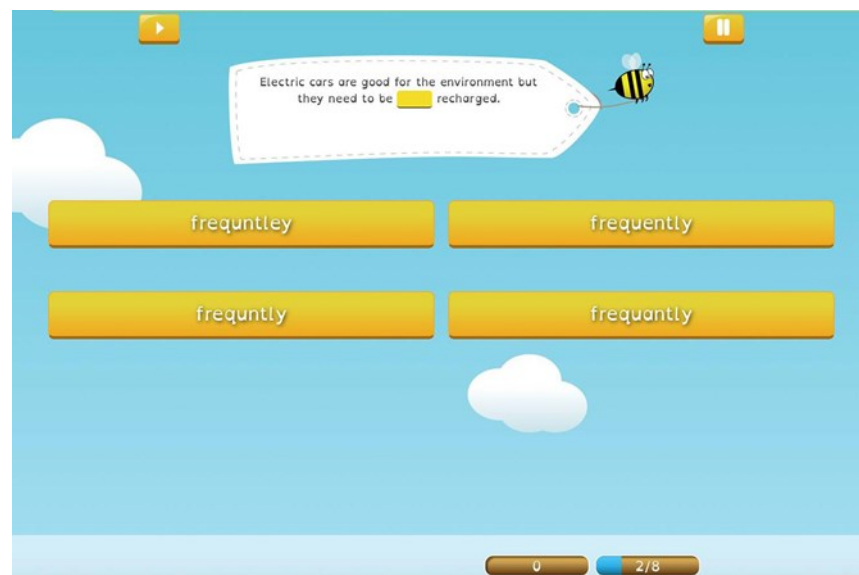 Electric cars are good for the environment but
they need to be recharged.
frequntley
frequently
frequntly
frequantly
0
2/8